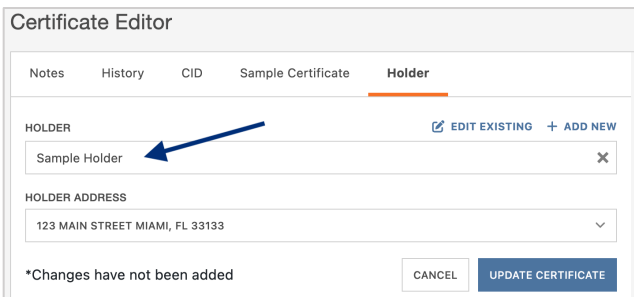 Certificate Editor
Notes History CID Sample Certificate Holder
HOLDER EDIT EXISTING + ADD NEW
Sample Holder
HOLDER ADDRESS
123 MAIN STREET MIAMI, FL 33133
*Changes have not been added CANCEL UPDATE CERTIFICATE